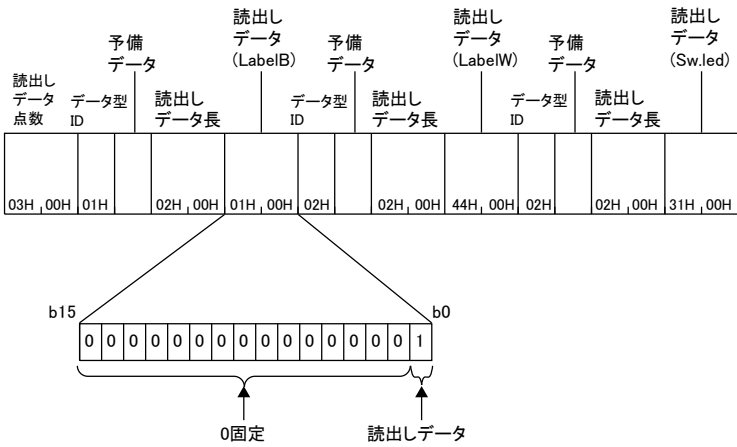 読出し
データ
点数
データ型
ID
予備
データ
読出し
データ長
読出し
データ
(LabelB)
データ型
ID
予備
データ
読出し
データ長
読出し
データ
(LabelW)
データ型
ID
予備
データ
読出し
データ長
読出し
データ
(Sw.led)
03H 00H 01H 02H 00H 01H 00H 02H 02H 00H 44H 00H 02H 02H 00H 31H 00H
b15 b0
0 0 0 0 0 0 0 0 0 0 0 0 0 0 0 1
0固定 読出しデータ